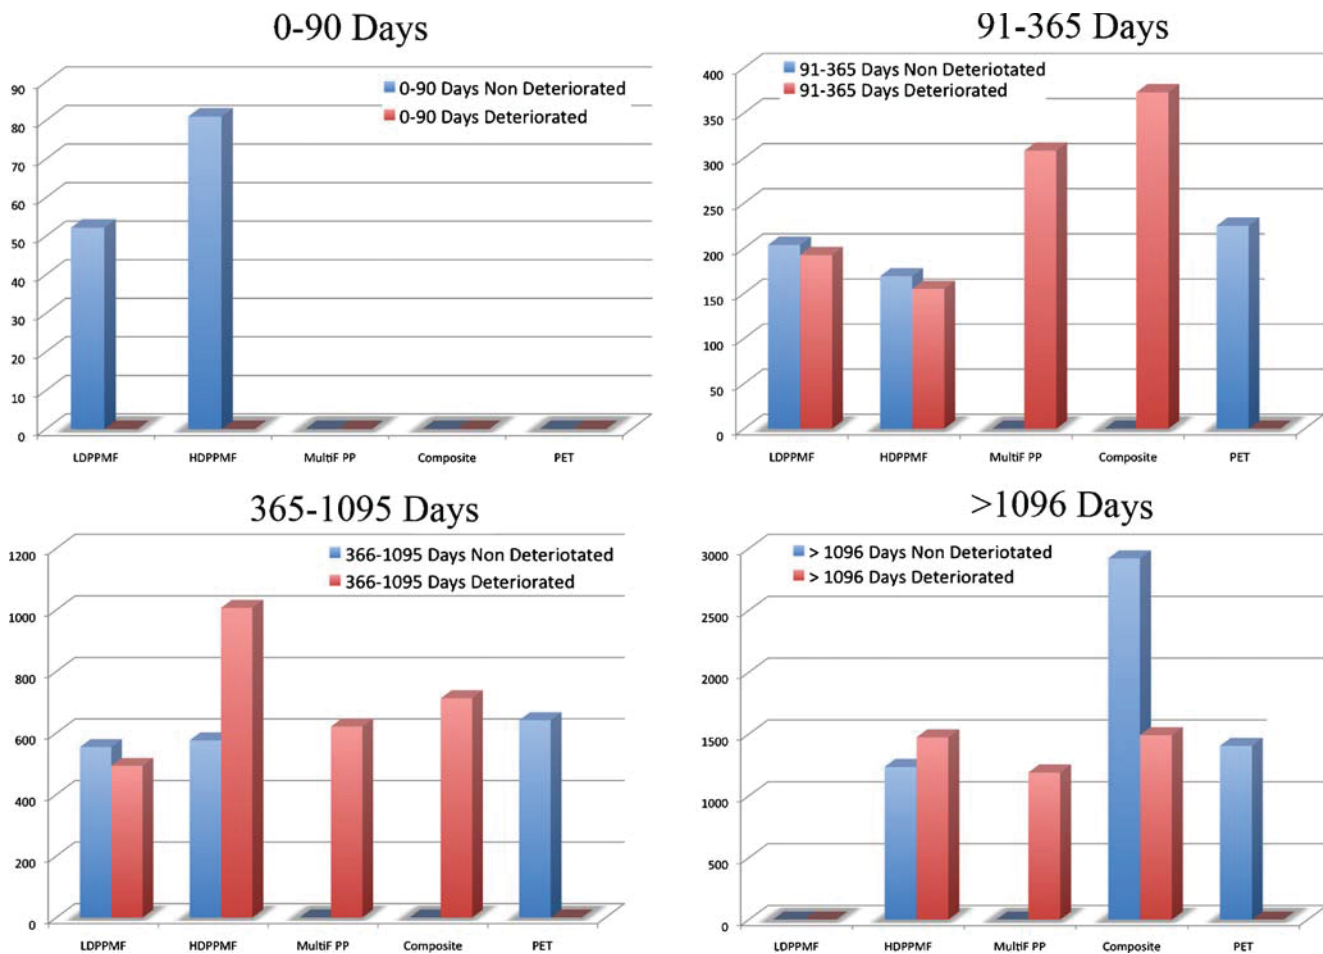 0-90 Days
0-90 Days Non Deteriorated
0-90 Days Deteriorated
90
80
70
60
50
40
30
20
10
0
LDPPMF HDPPMF MultiF PP Composite PET
91-365 Days
91-365 Days Non Deteriotated
91-365 Days Deteriorated
400
350
300
250
200
150
100
50
0
LDPPMF HDPPMF MultiF PP Composite PET
365-1095 Days
366-1095 Days Non Deteriotated
366-1095 Days Deteriorated
1200
1000
800
600
400
200
0
LDPPMF HDPPMF MultiF PP Composite PET
>1096 Days
> 1096 Days Non Deteriotated
> 1096 Days Deteriorated
3000
2500
2000
1500
1000
500
0
LDPPMF HDPPMF MultiF PP Composite PET